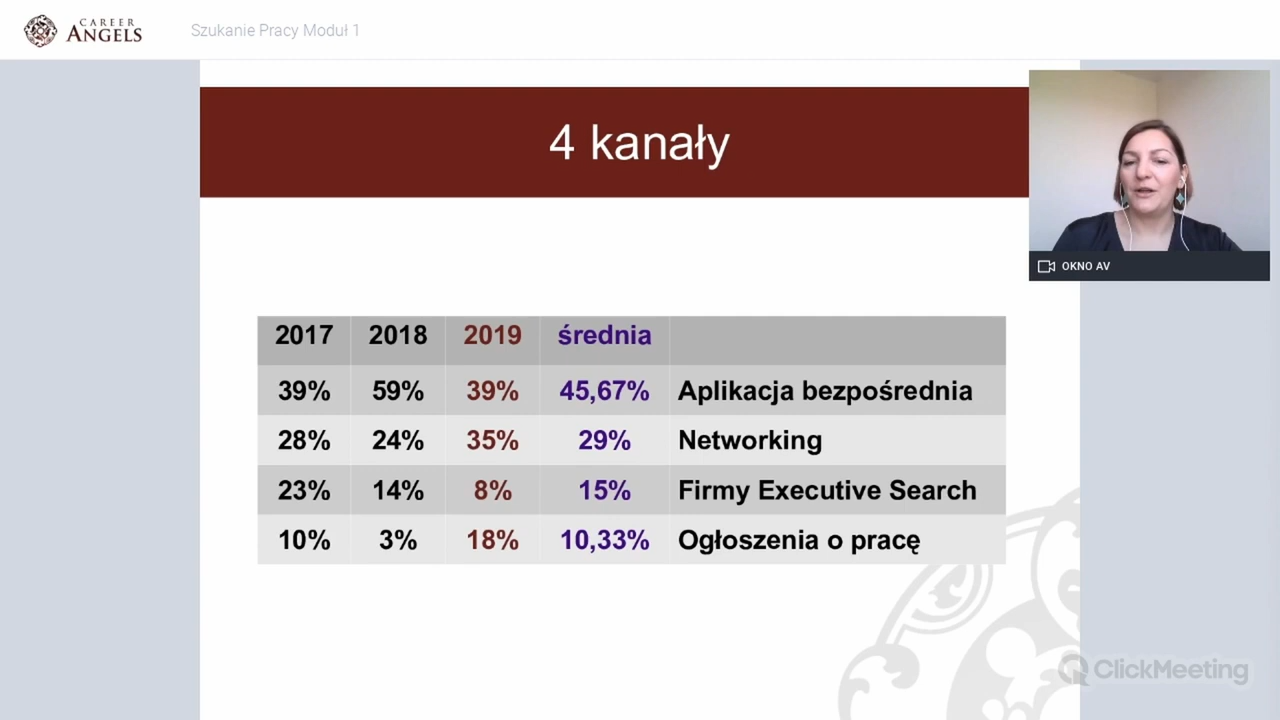 CAREER
ANGELS
Szukanie Pracy Moduł 1
4 kanały
OKNO AV
2017 2018 2019 średnia
39% 59% 39% 45,67% Aplikacja bezpośrednia
28% 24% 35% 29% Networking
23% 14% 8% 15% Firmy Executive Search
10% 3% 18% 10,33% Ogłoszenia o pracę
ClickMeeting